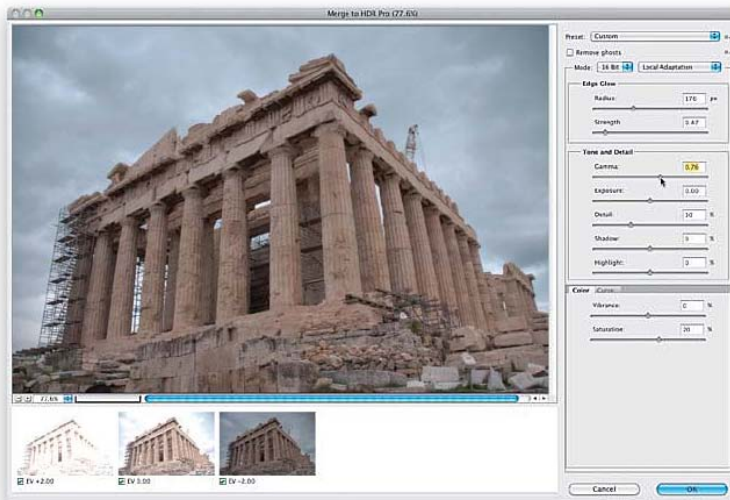 Merge to HDR Pro (77.6%)
Preset: Custom
Remove ghosts
Mode: 16 Bit Local Adaptation
Edge Glow
Radius: 176 px
Strength 0.47
Tone and Detail
Gamma: 0.76
Exposure: 0.00
Detail: 30 %
Shadow: 0 %
Highlight: 0 %
Color Curve
Vibrance: 0 %
Saturation: 20 %
77.6%
EV +2.00 EV 0.00 EV -2.00
Cancel OK